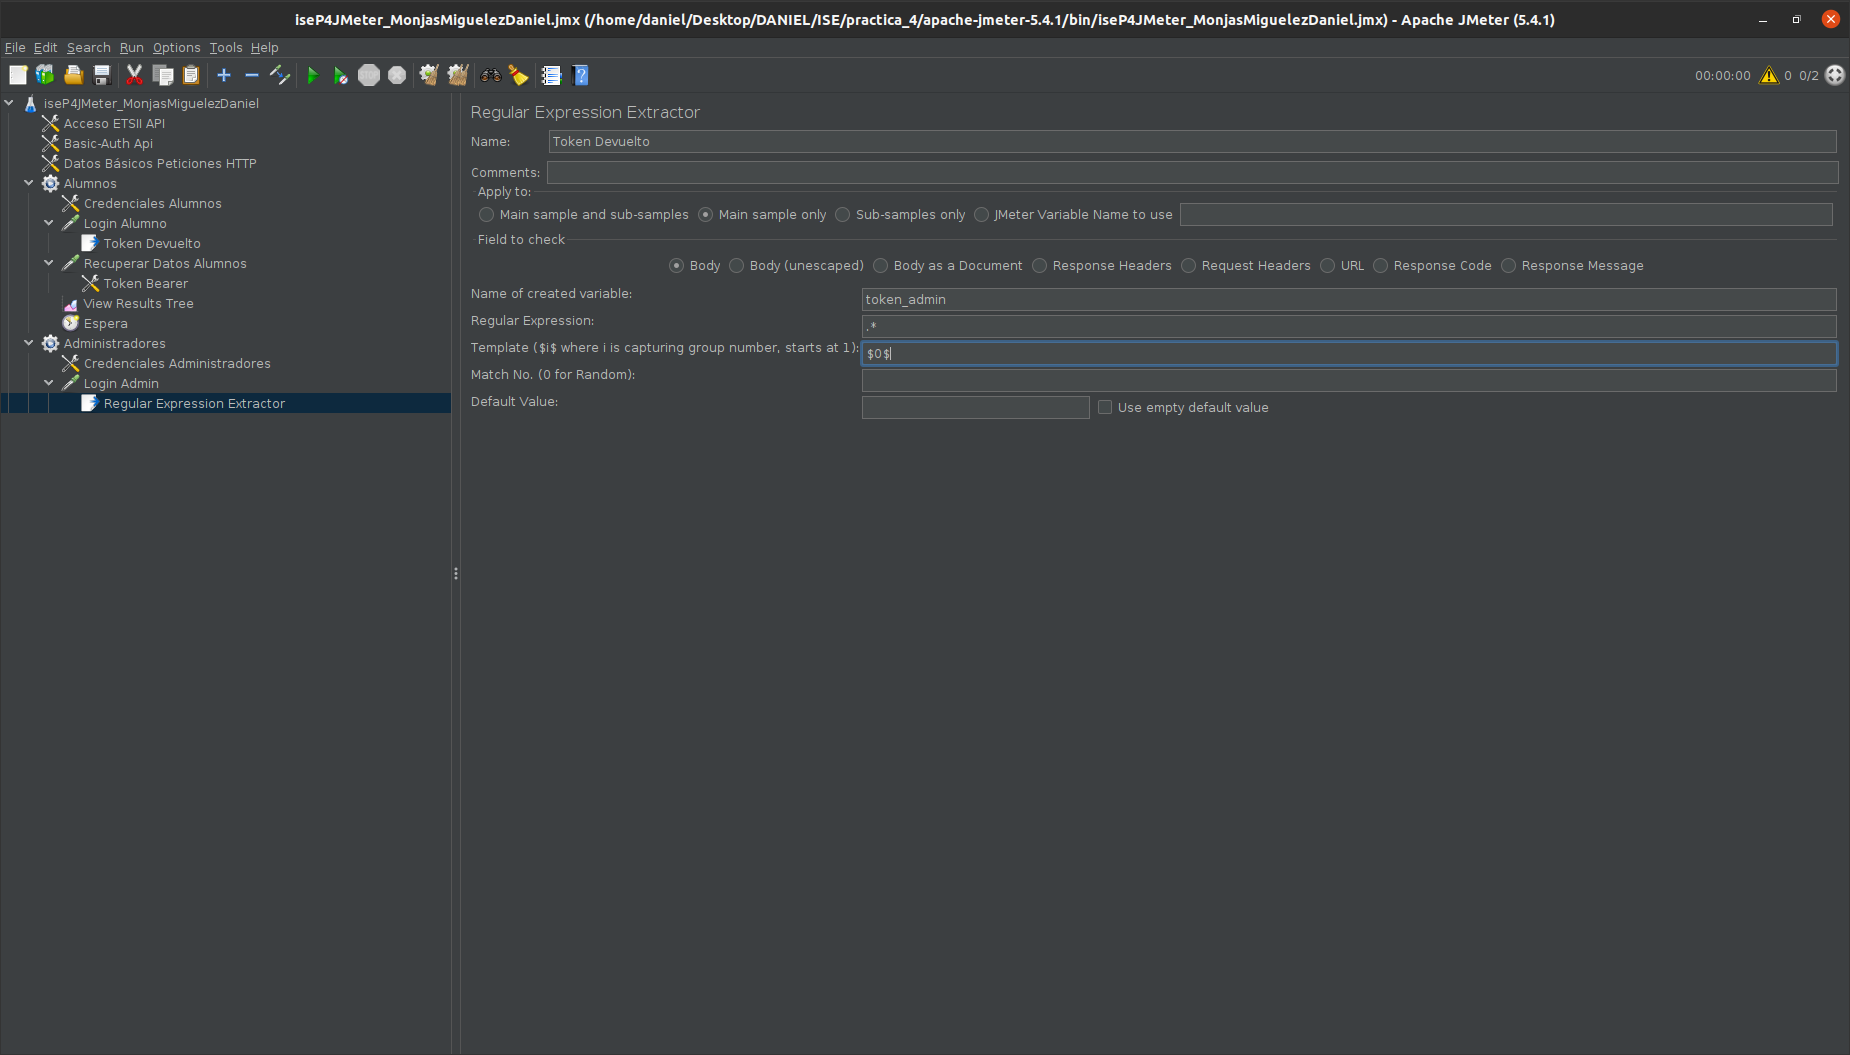 iseP4JMeter_MonjasMiguelezDaniel.jmx (/home/daniel/Desktop/DANIEL/ISE/practica_4/apache-jmeter-5.4.1/bin/iseP4JMeter_MonjasMiguelezDaniel.jmx) - Apache JMeter (5.4.1)
File Edit Search Run Options Tools Help
STOP 00:00:00 0 0/2
iseP4JMeter_MonjasMiguelezDaniel
Acceso ETSII API
Basic-Auth Api
Datos Básicos Peticiones HTTP
Alumnos
Credenciales Alumnos
Login Alumno
Token Devuelto
Recuperar Datos Alumnos
Token Bearer
View Results Tree
Espera
Administradores
Credenciales Administradores
Login Admin
Regular Expression Extractor
Regular Expression Extractor
Name: Token Devuelto
Comments:
Apply to:
Main sample and sub-samples Main sample only Sub-samples only JMeter Variable Name to use
Field to check
Body Body (unescaped) Body as a Document Response Headers Request Headers URL Response Code Response Message
Name of created variable: token_admin
Regular Expression: .*
Template ($i$ where i is capturing group number, starts at 1): $0$
Match No. (0 for Random):
Default Value: Use empty default value